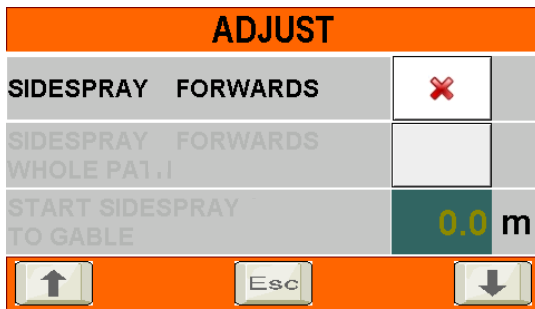 ADJUST
SIDESPRAY FORWARDS
SIDESPRAY FORWARDS
WHOLE
START SIDESPRAY
TO GABLE
0.0 m
Esc